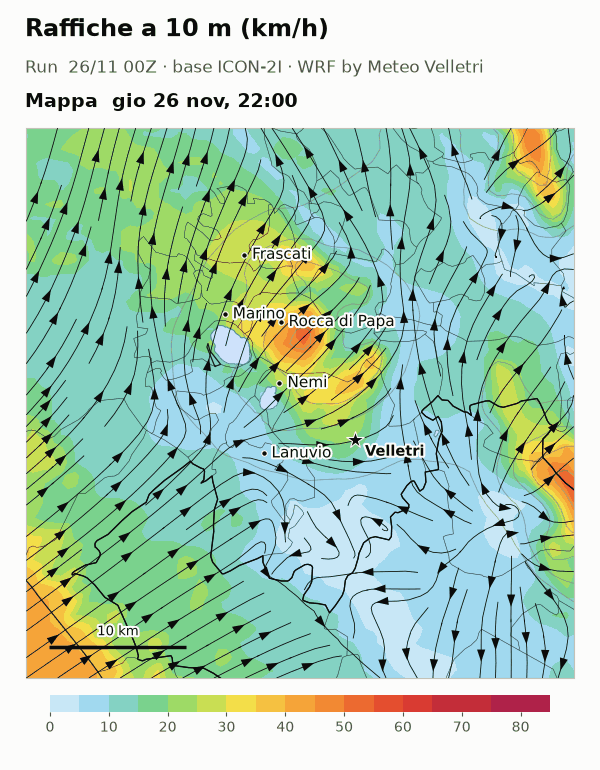 Raffiche a 10 m (km/h)
Run  26/11 00Z · base ICON-2I · WRF by Meteo Velletri
Mappa  gio 26 nov, 22:00
Frascati
Marino
Rocca di Papa
Nemi
Velletri
Lanuvio
10 km
0 10 20 30 40 50 60 70 80